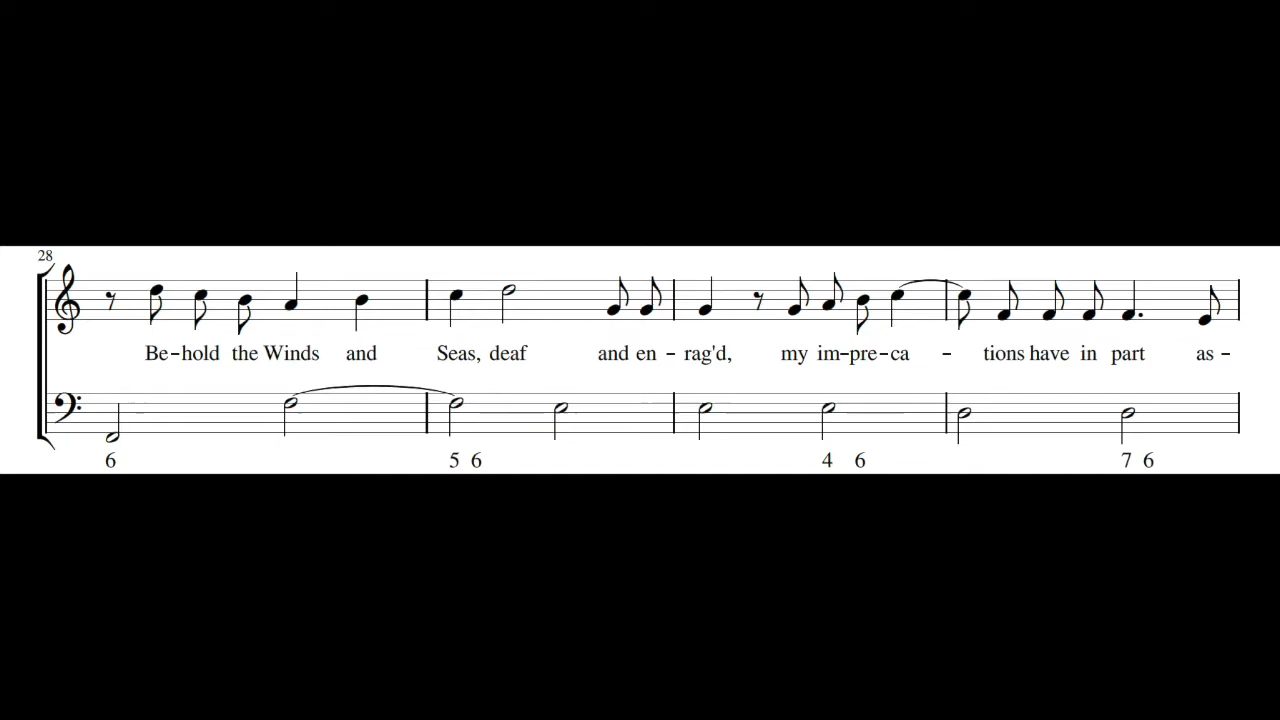 28
Be-hold the Winds and Seas, deaf and en-rag'd, my im-pre-ca - tions have in part as-
6 5 6 4 6 7 6